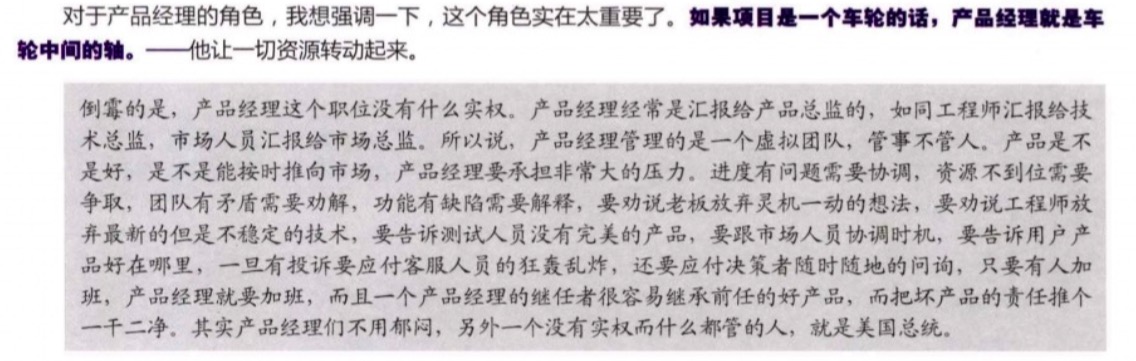 对于产品经理的角色，我想强调一下，这个角色实在太重要了。如果项目是一个车轮的话，产品经理就是车
轮中间的轴。——他让一切资源转动起来。
倒霉的是，产品经理这个职位没有什么实权。产品经理经常是汇报给产品总监的，如同工程师汇报给技
术总监，市场人员汇报给市场总监。所以说，产品经理管理的是一个虚拟团队，管事不管人。产品是不
是好，是不是能按时推向市场，产品经理要承担非常大的压力。进度有问题需要协调，资源不到位需要
争取，团队有矛盾需要劝解，功能有缺陷需要解释，要劝说老板放弃灵机一动的想法，要劝说工程师放
弃最新的但是不稳定的技术，要告诉测试人员没有完美的产品，要跟市场人员协调时机，要告诉用户产
品好在哪里，一旦有投诉要应付客服人员的狂轰乱炸，还要应付决策者随时随地的问询，只要有人加
班，产品经理就要加班，而且一个产品经理的继任者很容易继承前任的好产品，而把坏产品的责任推个
一干二净。其实产品经理们不用郁闷，另外一个没有实权而什么都管的人，就是美国总统。